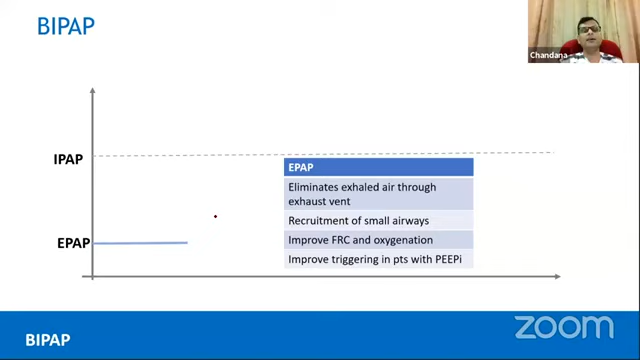 BIPAP
Chandana
IPAP
EPAP
EPAP
Eliminates exhaled air through
exhaust vent
Recruitment of small airways
Improve FRC and oxygenation
Improve triggering in pts with PEEPi
BIPAP
zoom